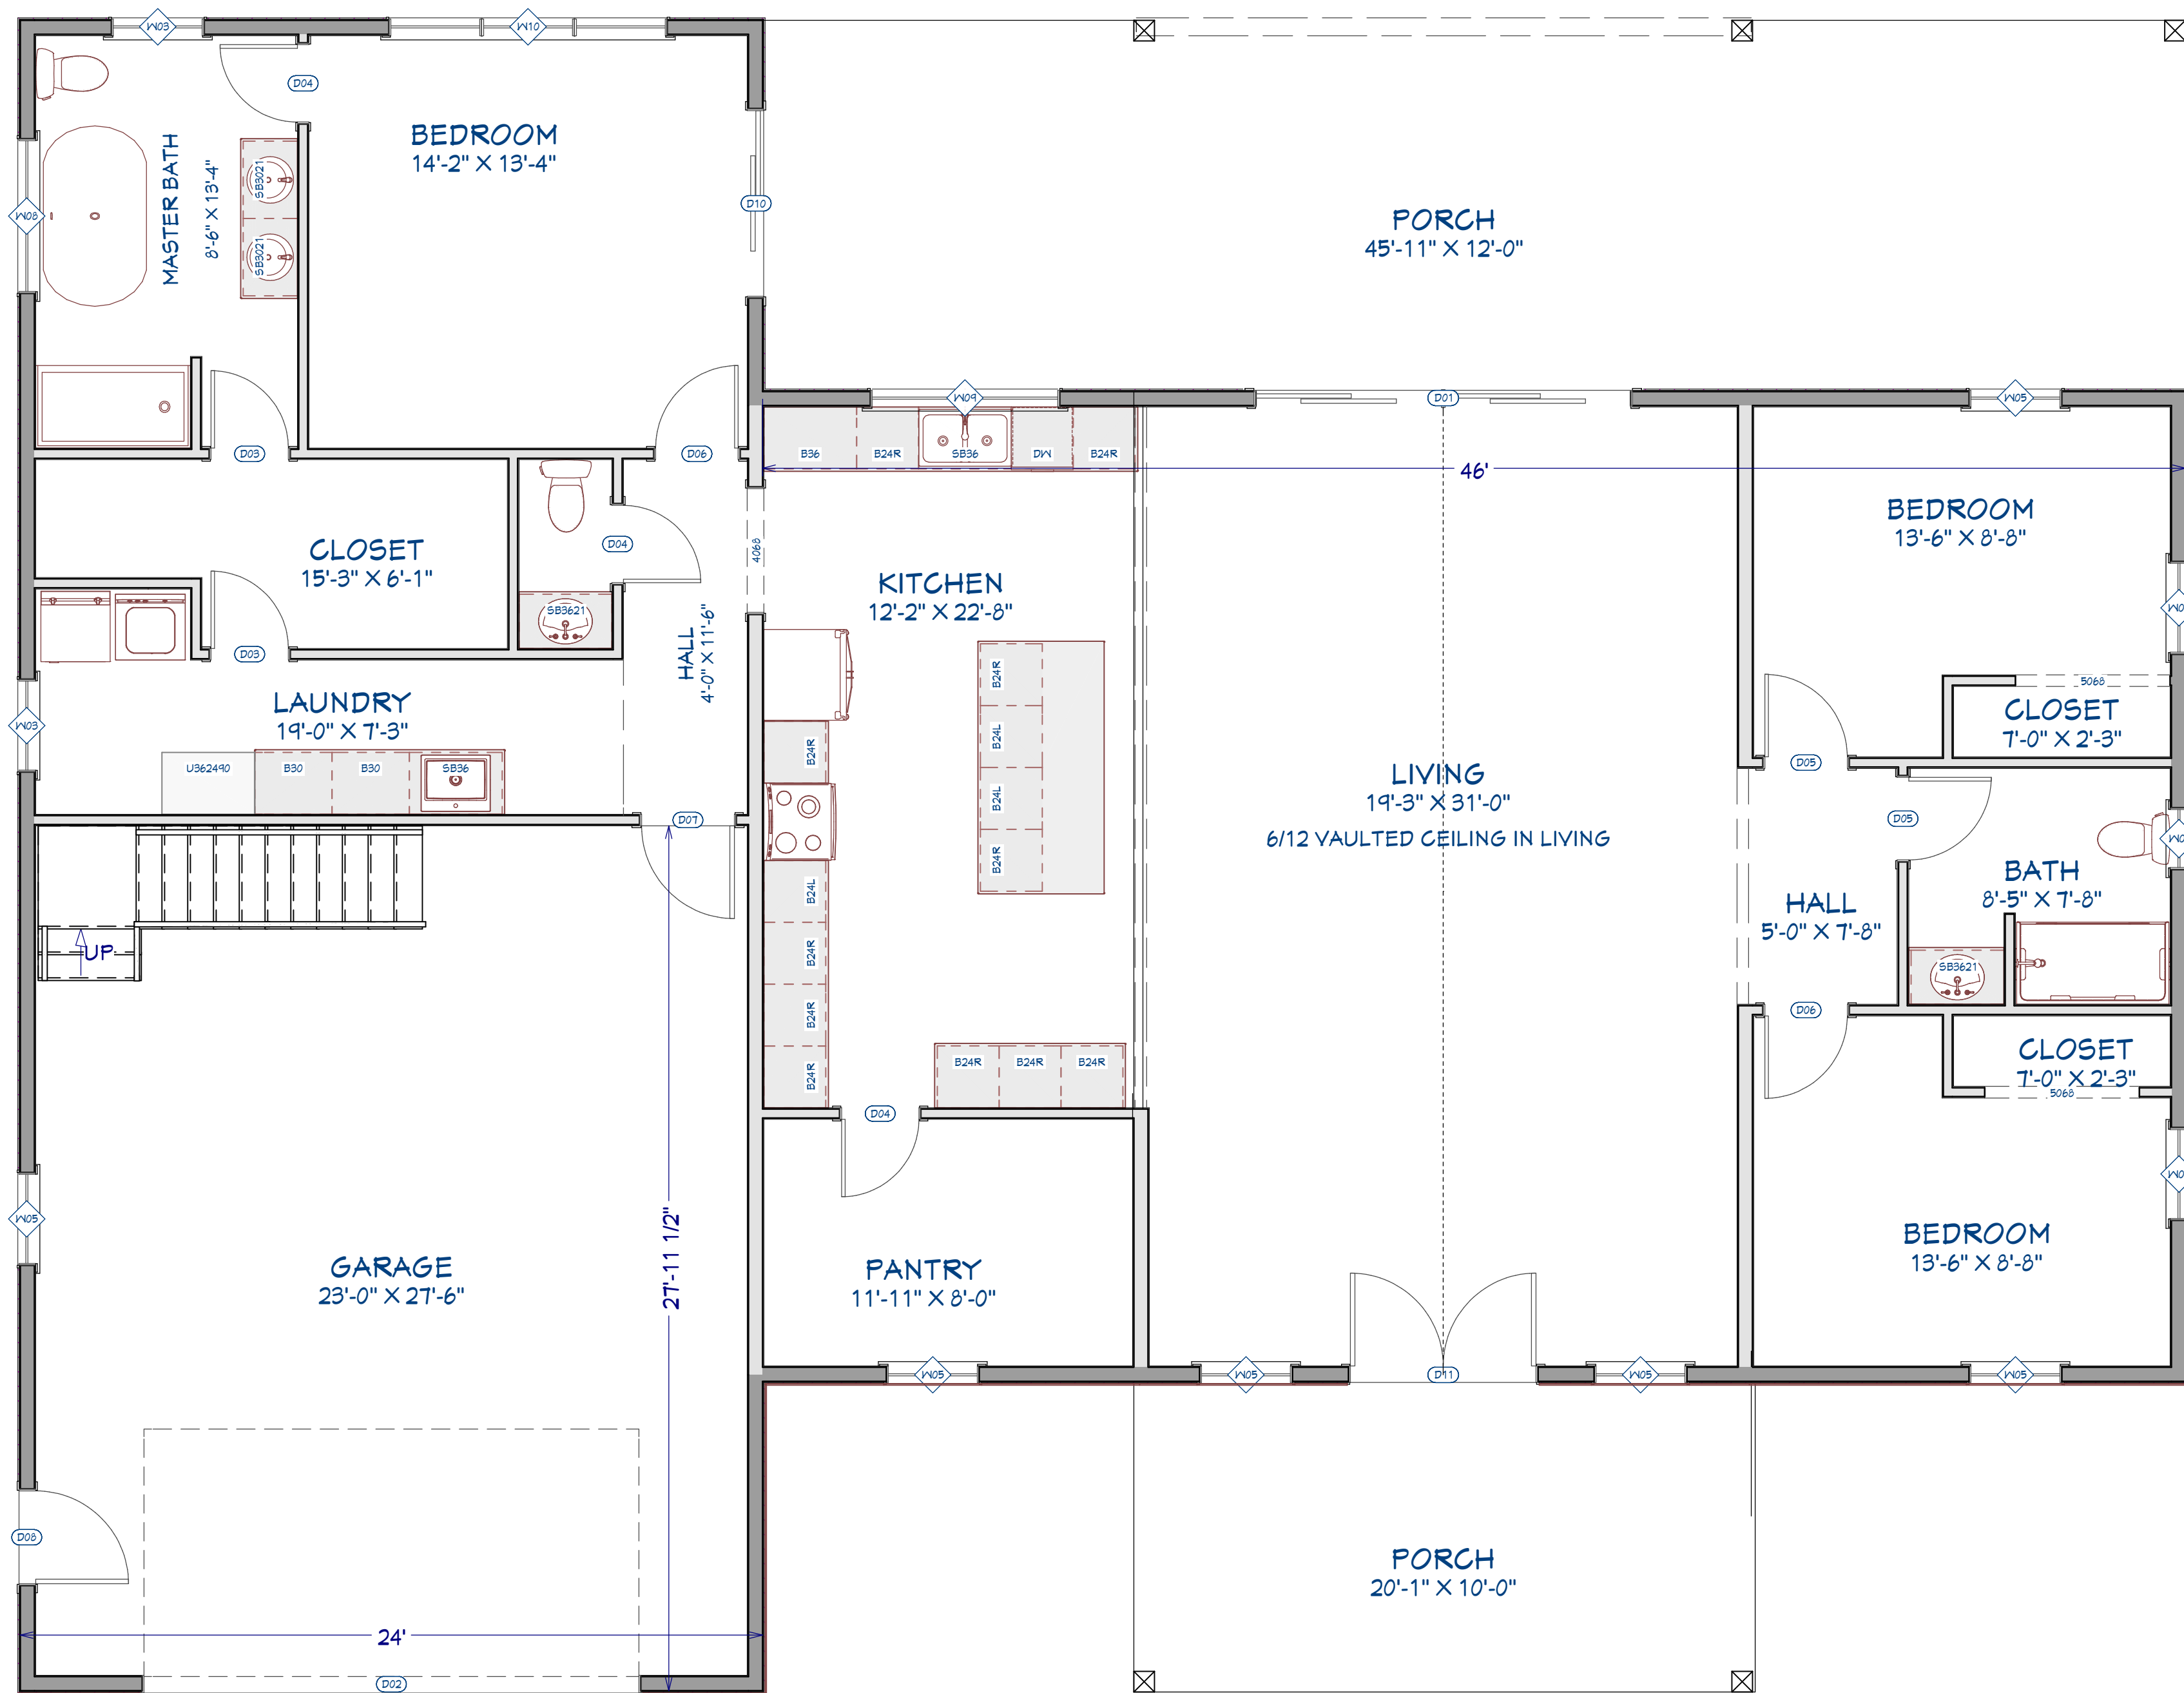 W03
W10
D04
BEDROOM
14'-2" X 13'-4"
MASTER BATH
8'-6" X 13'-4"
SB3021
SB3021
W08
D10
PORCH
45'-11" X 12'-0"
D03
D06
W09
D01
W05
B36
B24R
SB36
DW
B24R
46'
BEDROOM
13'-6" X 8'-8"
CLOSET
15'-3" X 6'-1"
D04
4068
SB3621
HALL
4'-0" X 11'-6"
KITCHEN
12'-2" X 22'-8"
D03
LAUNDRY
19'-0" X 7'-3"
W03
U362490
B30
B30
SB36
D07
B24R
B24R
B24L
B24L
B24R
B24L
B24R
B24R
B24R
LIVING
19'-3" X 31'-0"
6/12 VAULTED CEILING IN LIVING
5068
CLOSET
7'-0" X 2'-3"
D05
D05
BATH
8'-5" X 7'-8"
HALL
5'-0" X 7'-8"
SB3621
D06
CLOSET
7'-0" X 2'-3"
5068
UP
B24R
B24R
B24R
D04
W05
GARAGE
23'-0" X 27'-6"
27'-11 1/2"
PANTRY
11'-11" X 8'-0"
BEDROOM
13'-6" X 8'-8"
W05
W05
D11
W05
W05
D08
PORCH
20'-1" X 10'-0"
24'
D02